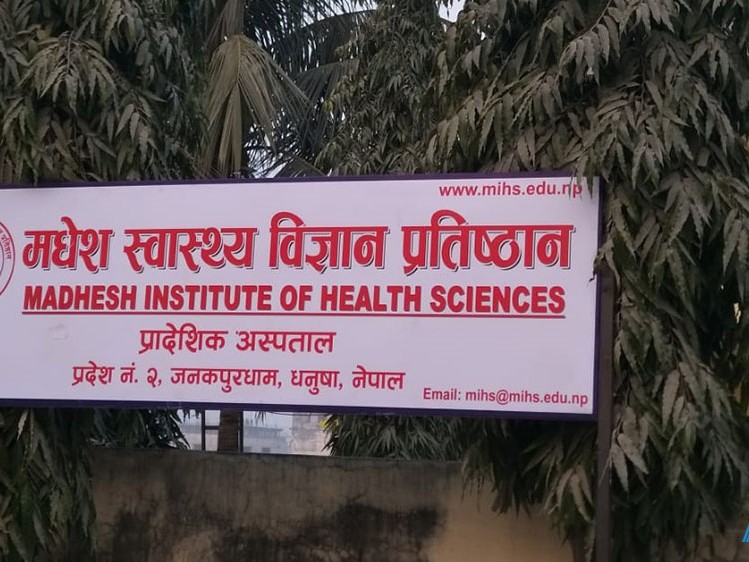 www.mihs.edu.np
मधेश स्वास्थ्य विज्ञान प्रतिष्ठान
MADHESH INSTITUTE OF HEALTH SCIENCES
प्रादेशिक अस्पताल
प्रदेश नं. २, जनकपुरधाम, धनुषा, नेपाल
Email: mihs@mihs.edu.np